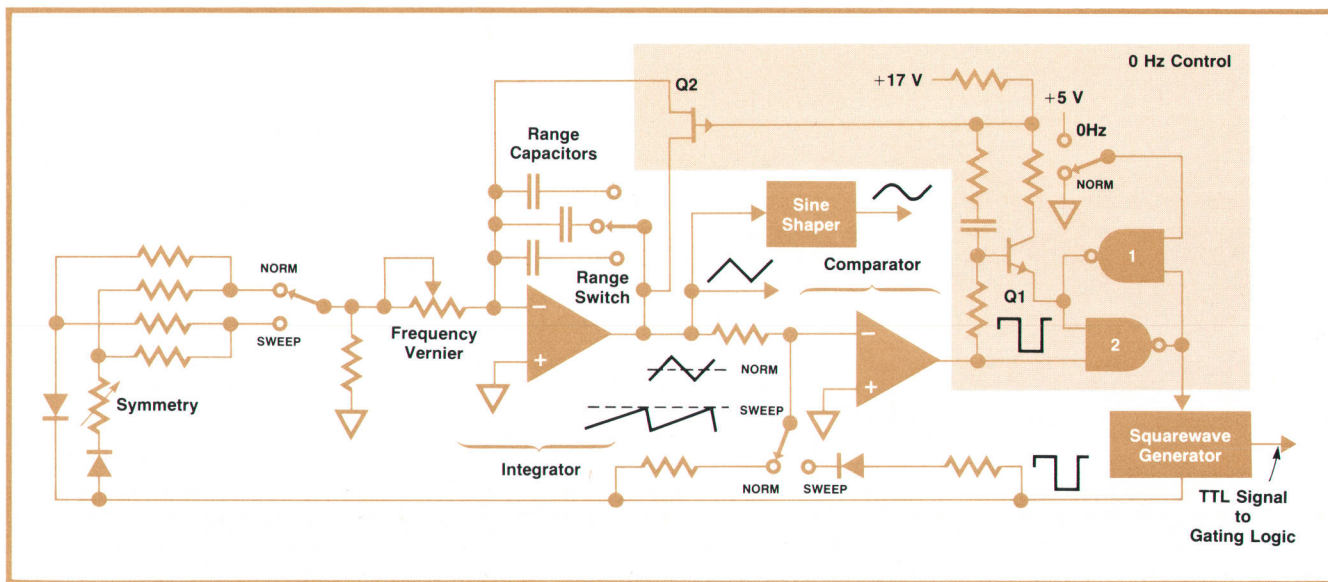 0 Hz Control
+17 V
+5 V
Q2
0Hz
NORM
Range
Capacitors
Sine
Shaper
1
NORM
Range
Switch
Comparator
Q1
−
+
Frequency
Vernier
−
+
2
SWEEP
NORM
Symmetry
SWEEP
Squarewave
Generator
Integrator
NORM
SWEEP
TTL Signal
to
Gating Logic